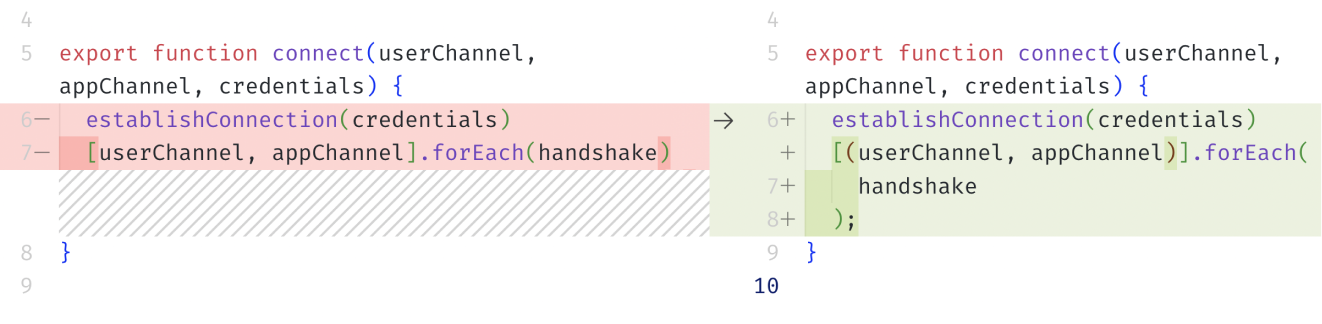 4
5 export function connect(userChannel,
appChannel, credentials) {
6− establishConnection(credentials)
7− [userChannel, appChannel].forEach(handshake)
8 }
9
→
4
5 export function connect(userChannel,
appChannel, credentials) {
6+ establishConnection(credentials)
+ [(userChannel, appChannel)].forEach(
7+ handshake
8+ );
9 }
10